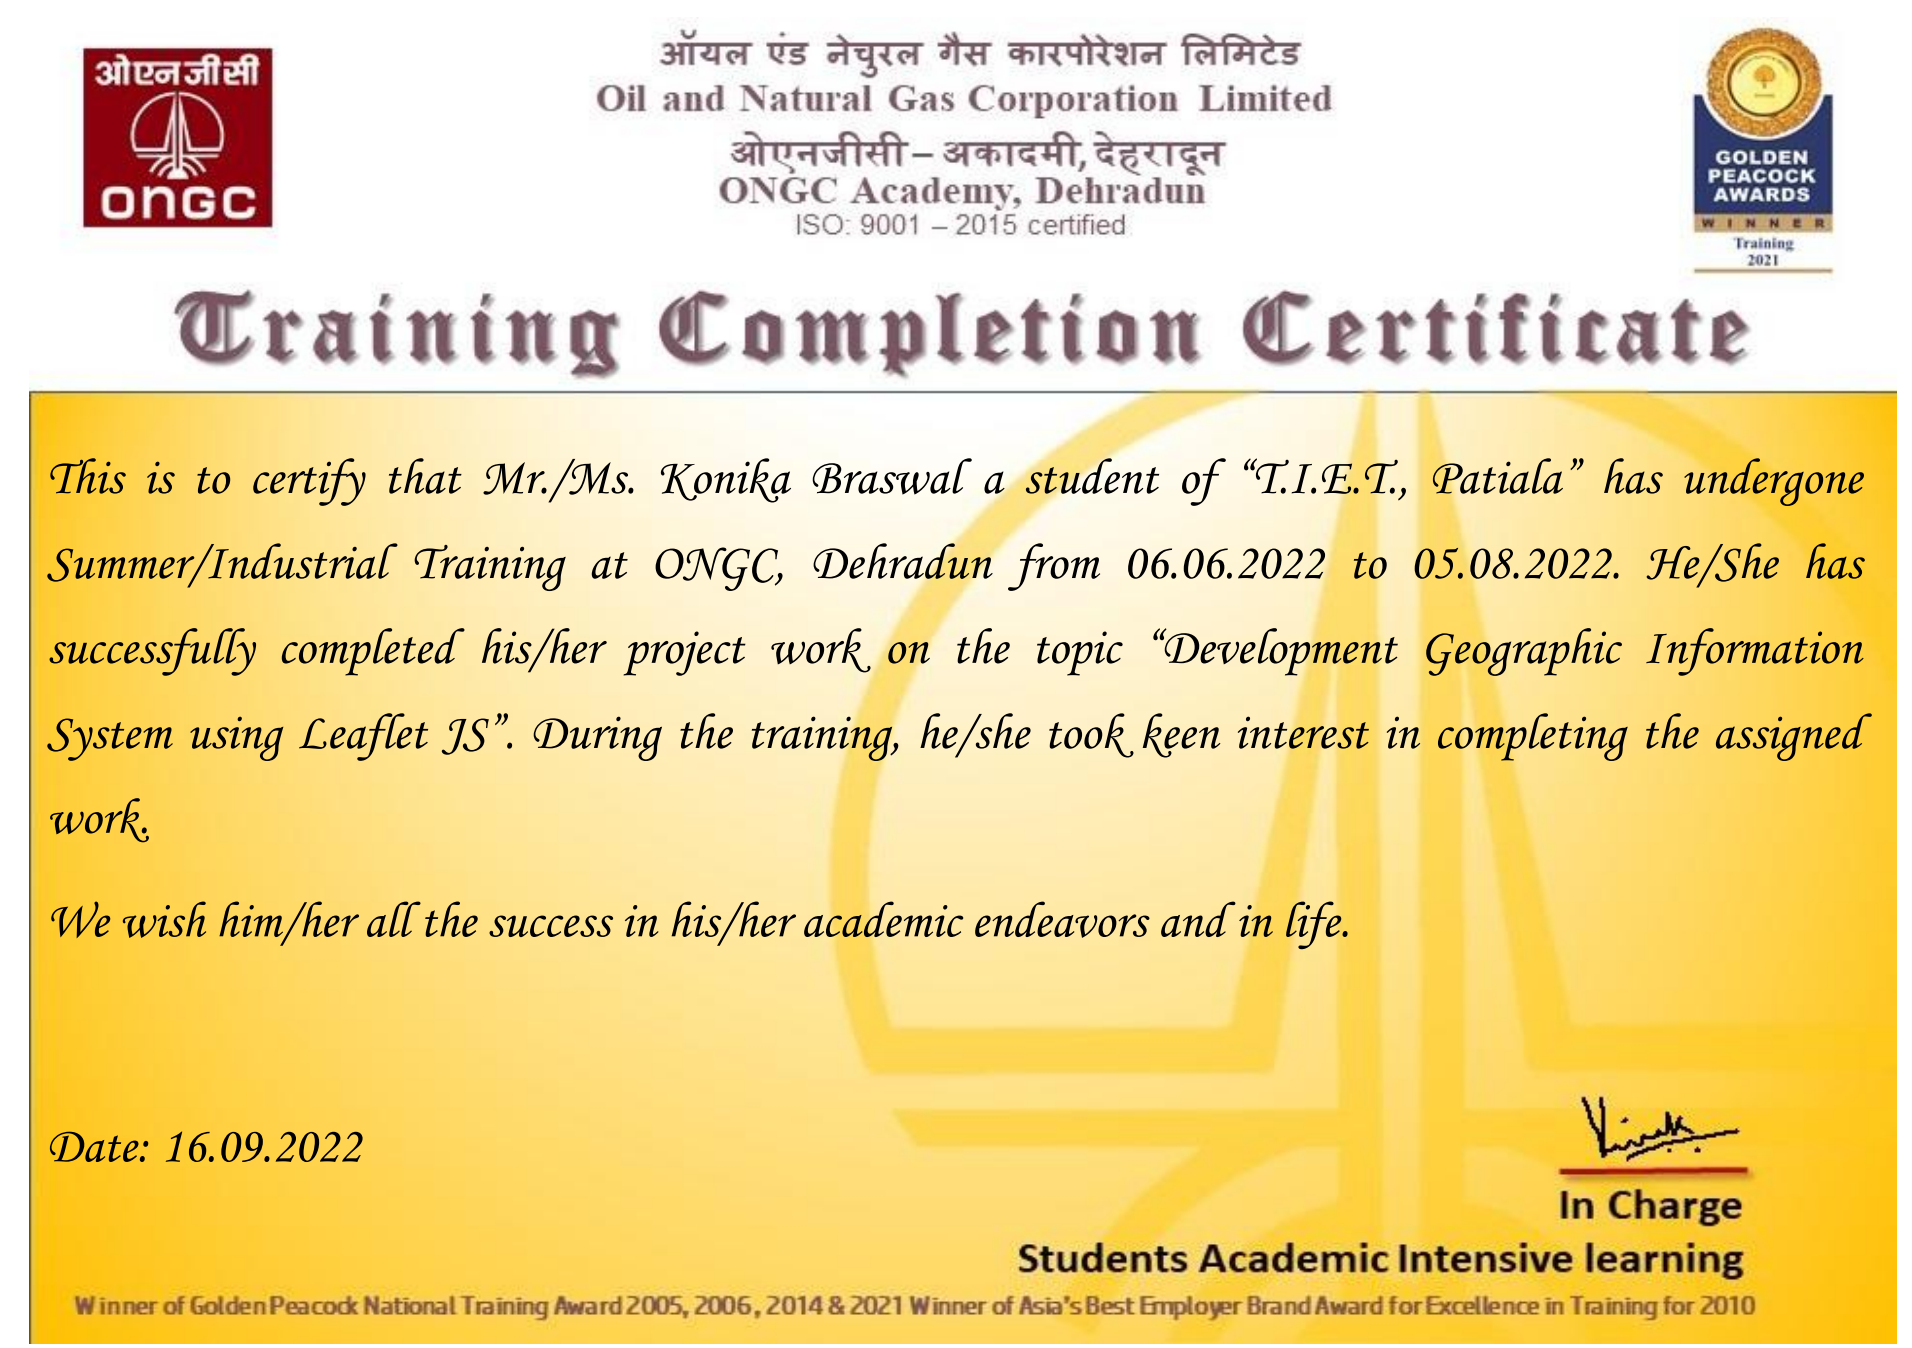 ओएनजीसी
ONGC
ऑयल एंड नेचुरल गैस कारपोरेशन लिमिटेड
Oil and Natural Gas Corporation Limited
ओएनजीसी – अकादमी, देहरादून
ONGC Academy, Dehradun
ISO: 9001 – 2015 certified
GOLDEN
PEACOCK
AWARDS
WINNER
Training
2021
Training Completion Certificate
This is to certify that Mr./Ms. Konika Braswal a student of “T.I.E.T., Patiala” has undergone
Summer/Industrial Training at ONGC, Dehradun from 06.06.2022 to 05.08.2022. He/She has
successfully completed his/her project work on the topic “Development Geographic Information
System using Leaflet JS”. During the training, he/she took keen interest in completing the assigned
work.
We wish him/her all the success in his/her academic endeavors and in life.
Date: 16.09.2022
In Charge
Students Academic Intensive learning
Winner of Golden Peacock National Training Award 2005, 2006, 2014 & 2021 Winner of Asia's Best Employer Brand Award for Excellence in Training for 2010